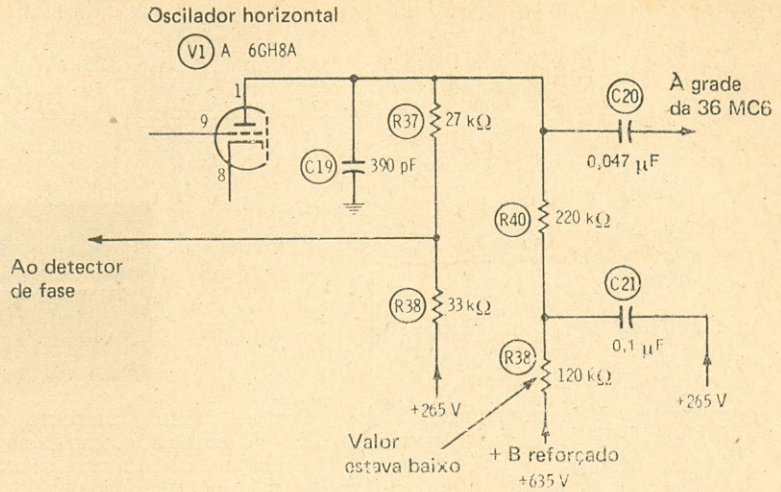 Oscilador horizontal
V1 A 6GH8A
1
9
8
C19
390 pF
R37
27 kΩ
C20
0,047 µF
À grade
da 36 MC6
R40
220 kΩ
Ao detector
de fase
R38
33 kΩ
+265 V
C21
0,1 µF
+265 V
R38
120 kΩ
Valor
estava baixo
+ B reforçado
+635 V